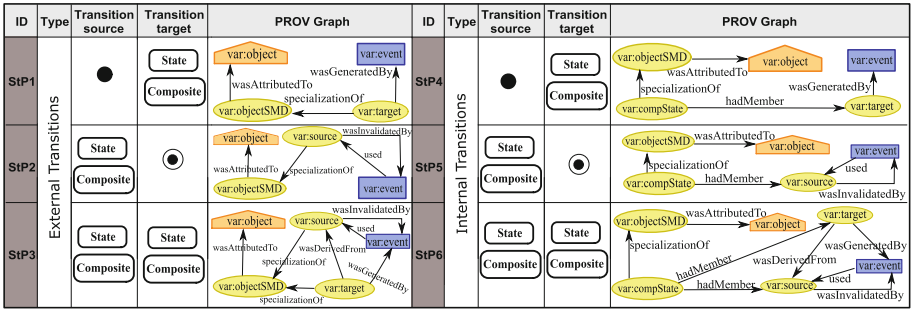 ID Type Transition source Transition target PROV Graph ID Type Transition source Transition target PROV Graph
StP1
External Transitions
State
Composite
var:object
var:event
wasAttributedTo
wasGeneratedBy
specializationOf
var:objectSMD
var:target
StP4
Internal Transitions
State
Composite
var:objectSMD
wasAttributedTo
var:object
var:event
specializationOf
wasGeneratedBy
var:compState
hadMember
var:target
StP2
State
Composite
var:object
var:source
wasInvalidatedBy
used
wasAttributedTo
specializationOf
var:objectSMD
var:event
StP5
State
Composite
var:objectSMD
wasAttributedTo
var:object
var:event
specializationOf
used
var:compState
hadMember
var:source
wasInvalidatedBy
StP3
State
Composite
State
Composite
var:object
var:source
wasInvalidatedBy
used
var:event
wasAttributedTo
wasDerivedFrom
specializationOf
wasGeneratedBy
var:objectSMD
var:target
specializationOf
StP6
State
Composite
State
Composite
var:objectSMD
wasAttributedTo
var:object
var:target
specializationOf
wasGeneratedBy
hadMember
wasDerivedFrom
var:event
used
var:compState
hadMember
var:source
wasInvalidatedBy